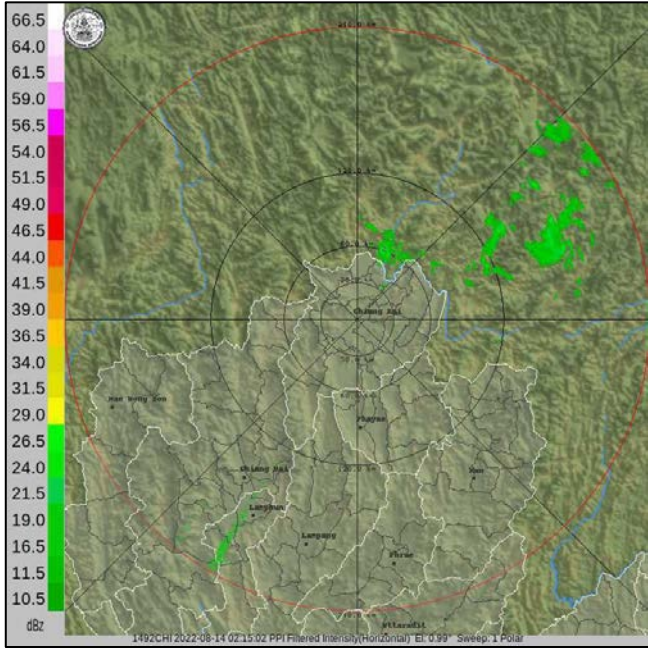 66.5
64.0
61.5
59.0
56.5
54.0
51.5
49.0
46.5
44.0
41.5
39.0
36.5
34.0
31.5
29.0
26.5
24.0
21.5
19.0
16.5
11.5
10.5
dBz
Chiang Rai
Mae Hong Son
Phayao
Chiang Mai
Nan
Lamphun
Lampang
Phrae
Uttaradit
1492CHI 2022-08-14 02:15:02 PPI Filtered Intensity(Horizontal) El: 0.99° Sweep: 1 Polar